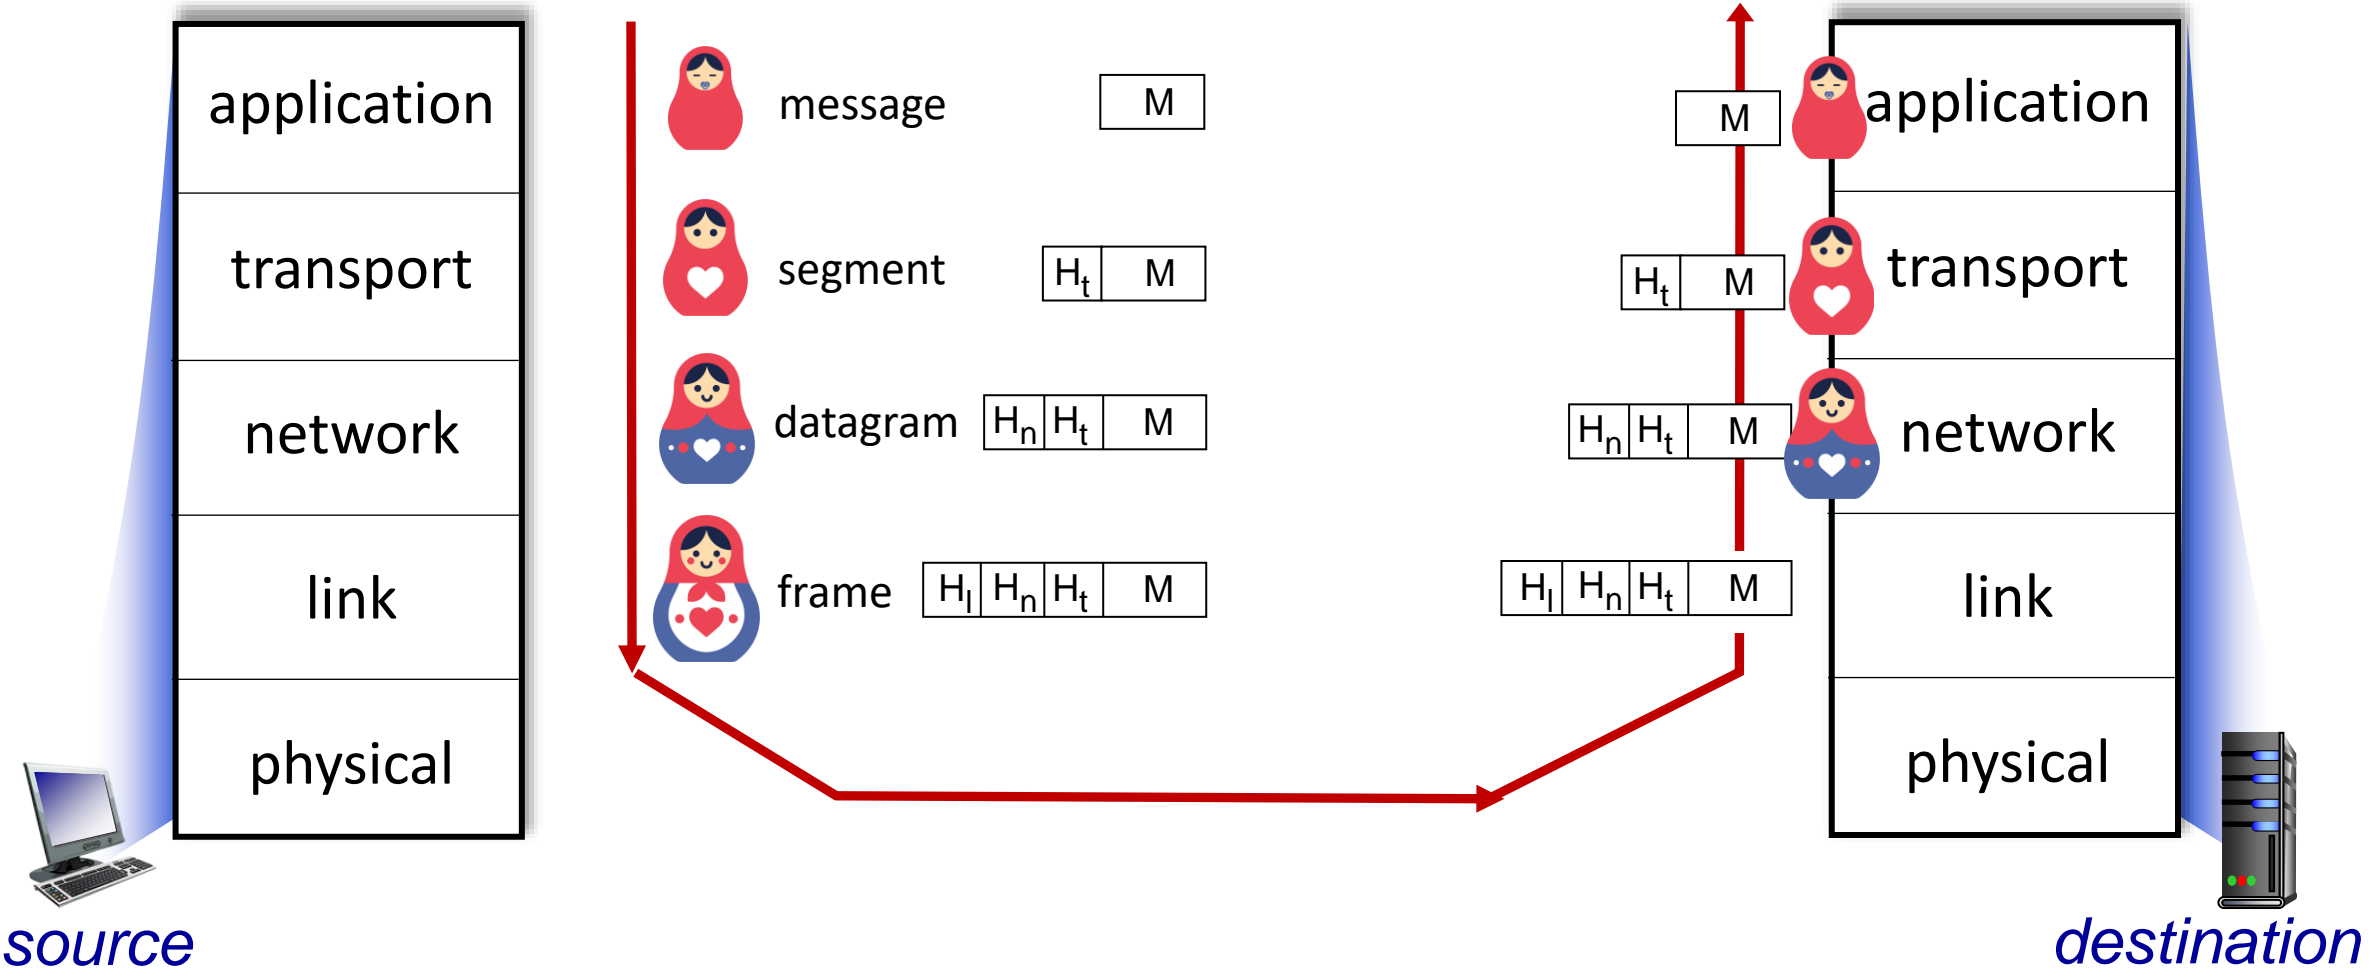 application
transport
network
link
physical
source
message
M
segment
Ht M
datagram
Hn Ht M
frame
Hl Hn Ht M
M
Ht M
Hn Ht M
Hl Hn Ht M
application
transport
network
link
physical
destination